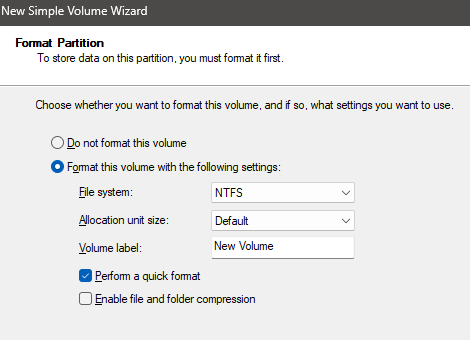 New Simple Volume Wizard
Format Partition
To store data on this partition, you must format it first.
Choose whether you want to format this volume, and if so, what settings you want to use.
Do not format this volume
Format this volume with the following settings:
File system: NTFS
Allocation unit size: Default
Volume label: New Volume
Perform a quick format
Enable file and folder compression